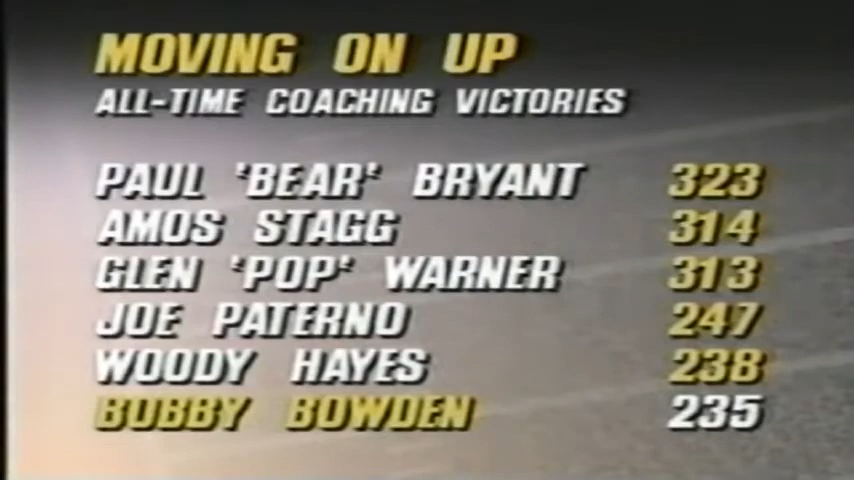 MOVING ON UP
ALL-TIME COACHING VICTORIES
PAUL 'BEAR' BRYANT 323
AMOS STAGG 314
GLEN 'POP' WARNER 313
JOE PATERNO 247
WOODY HAYES 238
BOBBY BOWDEN 235